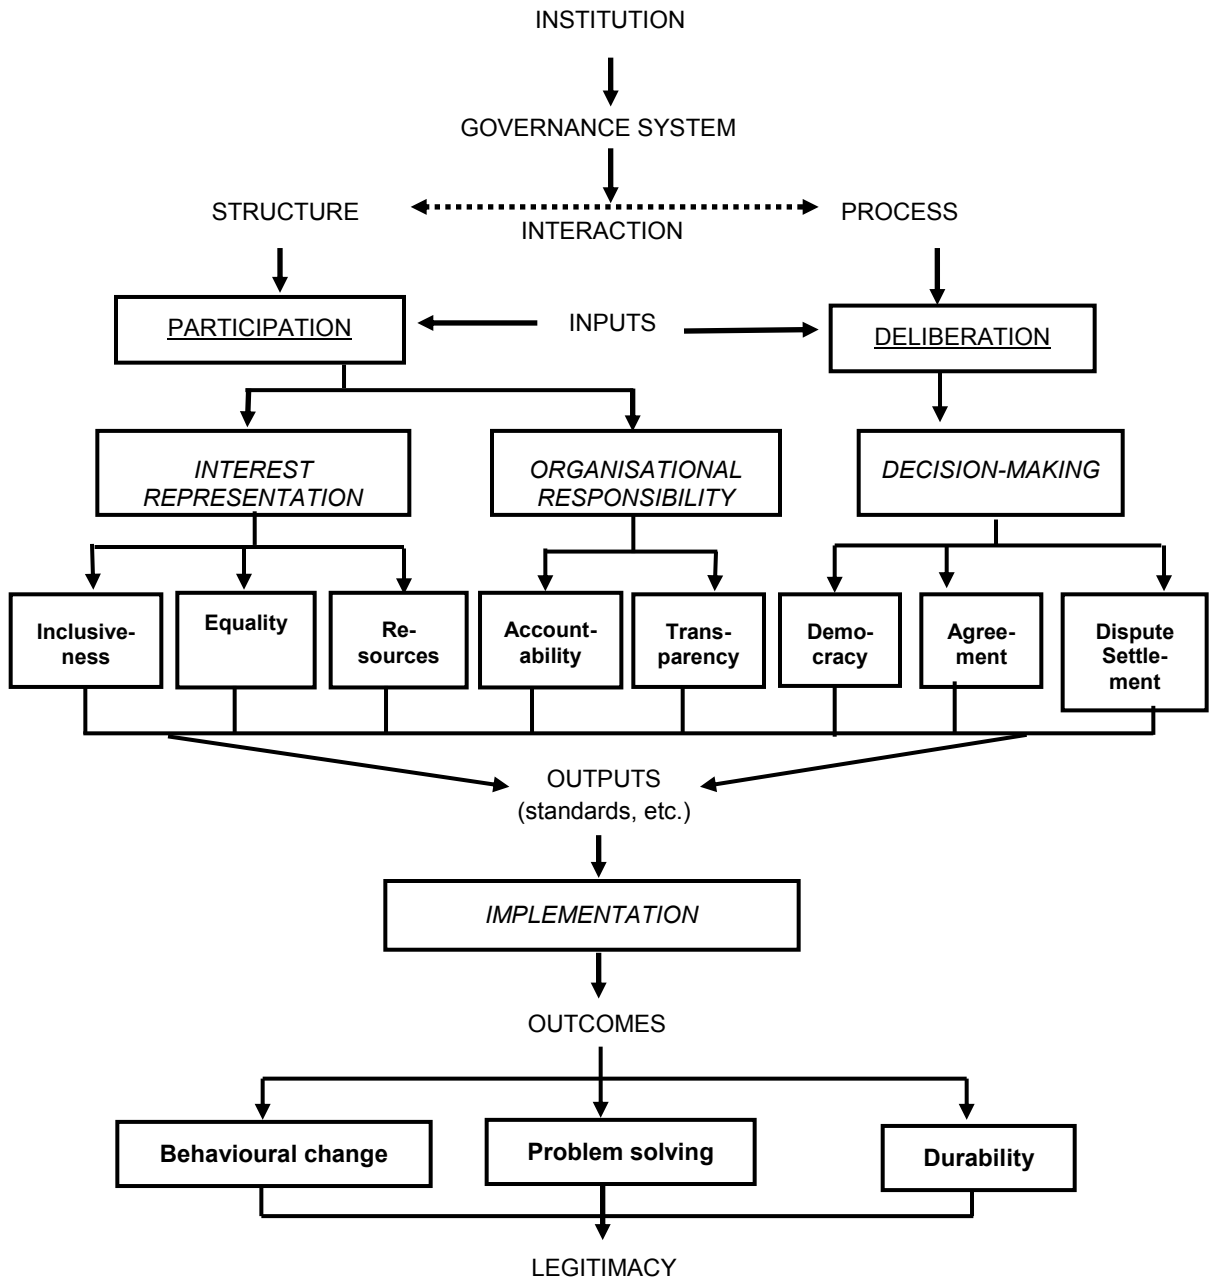 INSTITUTION
GOVERNANCE SYSTEM
STRUCTURE
INTERACTION
PROCESS
PARTICIPATION
INPUTS
DELIBERATION
INTEREST
REPRESENTATION
ORGANISATIONAL
RESPONSIBILITY
DECISION-MAKING
Inclusive-
ness
Equality
Re-
sources
Account-
ability
Trans-
parency
Demo-
cracy
Agree-
ment
Dispute
Settle-
ment
OUTPUTS
(standards, etc.)
IMPLEMENTATION
OUTCOMES
Behavioural change
Problem solving
Durability
LEGITIMACY